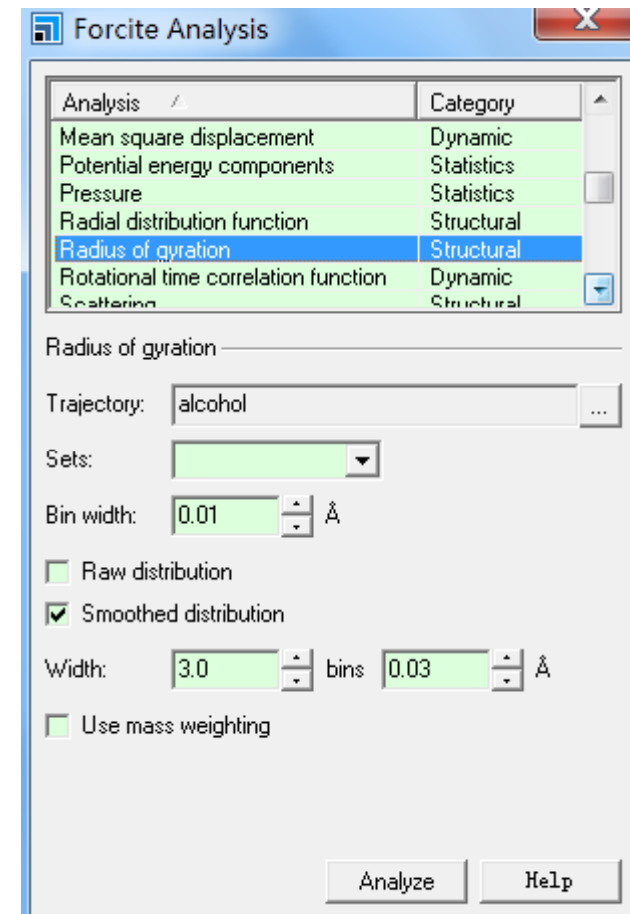 Forcite Analysis
Analysis Category
Mean square displacement Dynamic
Potential energy components Statistics
Pressure Statistics
Radial distribution function Structural
Radius of gyration Structural
Rotational time correlation function Dynamic
Scattering Structural
Radius of gyration
Trajectory: alcohol ...
Sets:
Bin width: 0.01 Å
Raw distribution
Smoothed distribution
Width: 3.0 bins 0.03 Å
Use mass weighting
Analyze Help